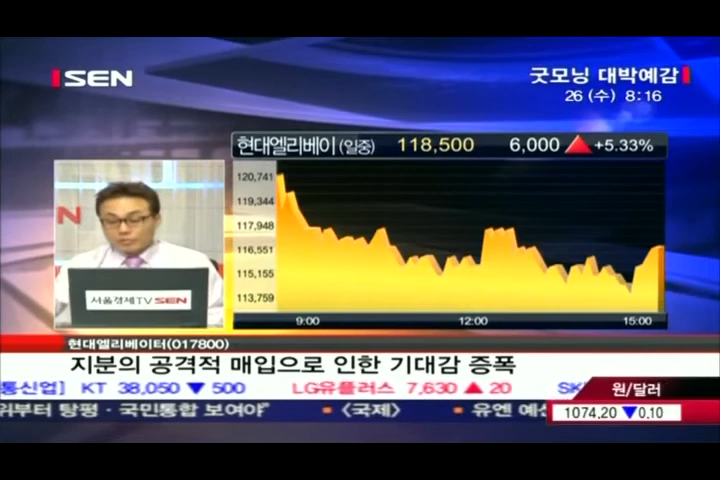 SEN
굿모닝 대박예감
26 (수) 8:16
현대엘리베이 (일중) 118,500 6,000 ▲ +5.33%
120,741
119,344
117,948
116,551
115,155
113,759
9:00 12:00 15:00
N
서울경제TV SEN
현대엘리베이터(017800)
지분의 공격적 매입으로 인한 기대감 증폭
통신업] KT 38,050 ▼ 500 LG유플러스 7,630 ▲ 20 SK
원/달러
1074.20 ▼0.10
위부터 탕평·국민통합 보여야" ▪ 〈국제〉 ▪ 유엔 예산